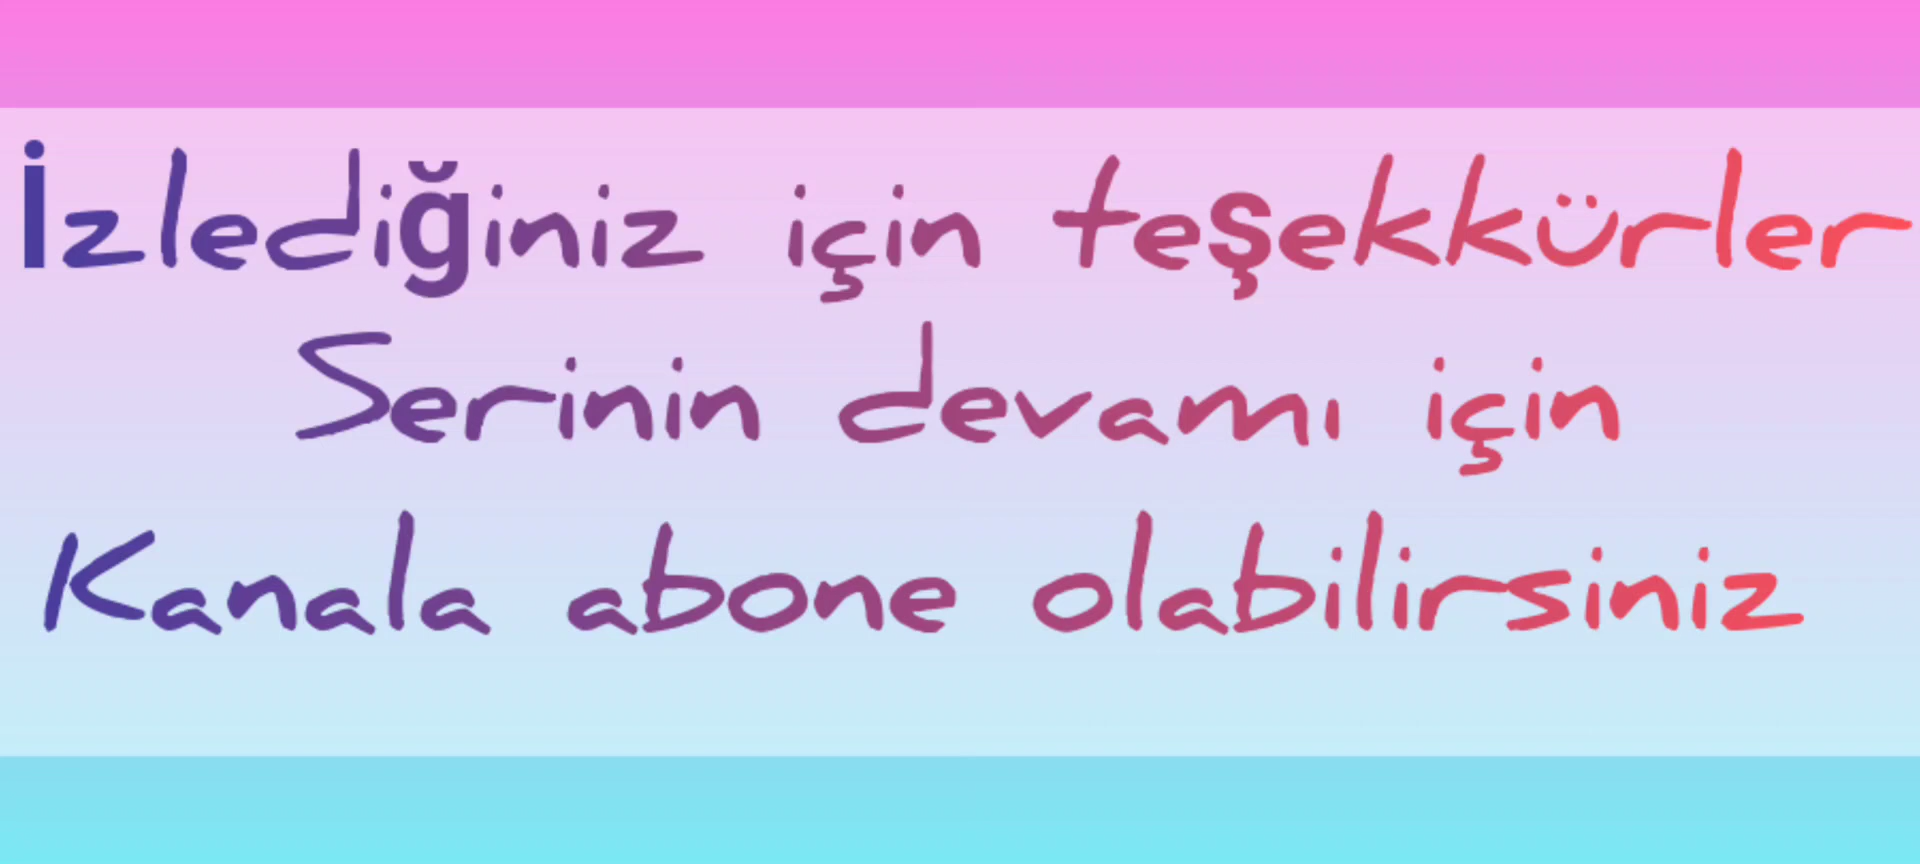 İzlediğiniz için teşekkürler
Serinin devamı için
Kanala abone olabilirsiniz